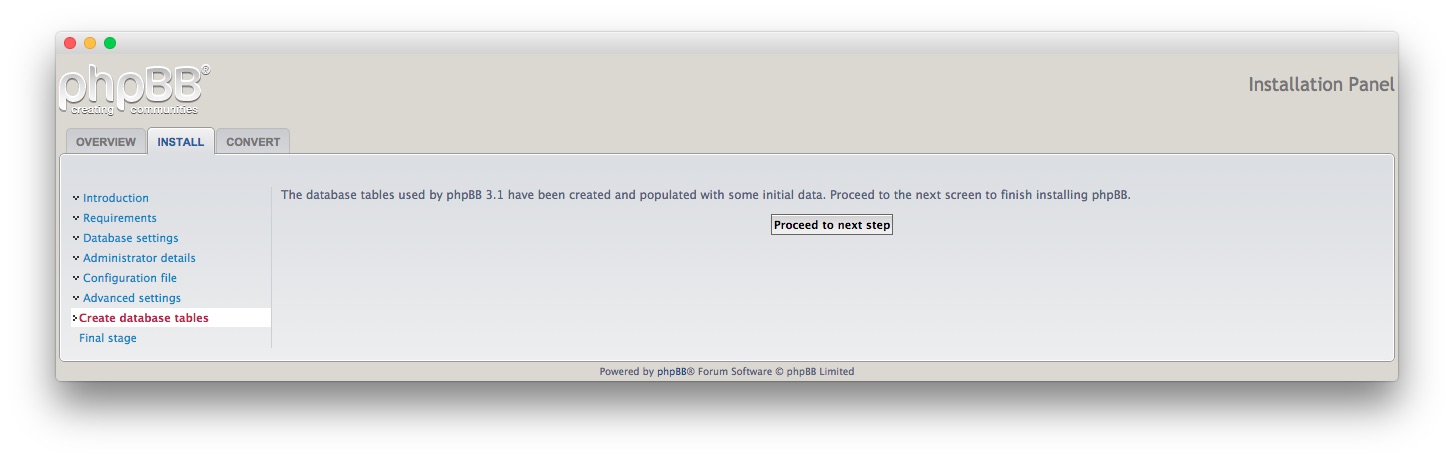 phpBB®
creating communities
Installation Panel
OVERVIEW INSTALL CONVERT
Introduction
Requirements
Database settings
Administrator details
Configuration file
Advanced settings
Create database tables
Final stage
The database tables used by phpBB 3.1 have been created and populated with some initial data. Proceed to the next screen to finish installing phpBB.
Proceed to next step
Powered by phpBB® Forum Software © phpBB Limited